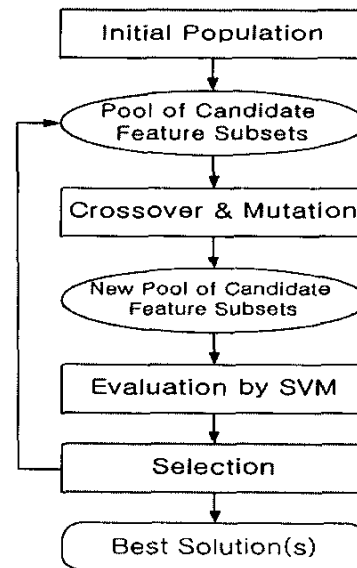 Initial Population
Pool of Candidate
Feature Subsets
Crossover & Mutation
New Pool of Candidate
Feature Subsets
Evaluation by SVM
Selection
Best Solution(s)